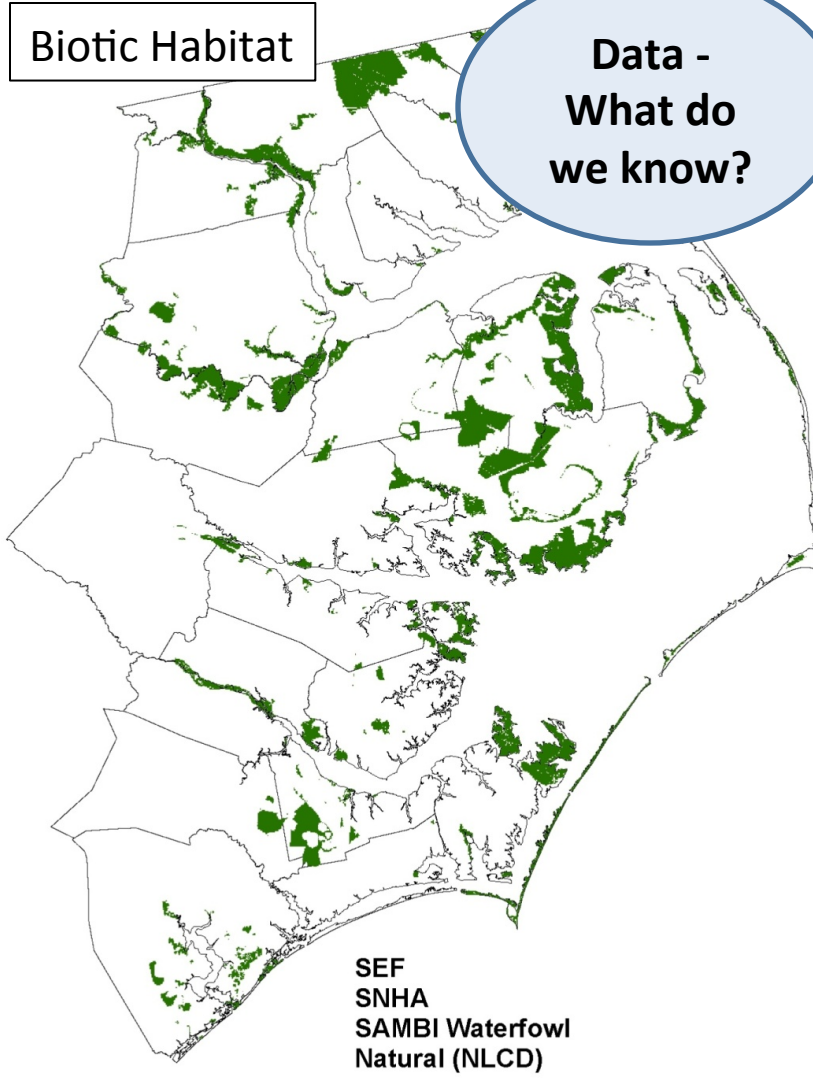 Biotic Habitat
Data -
What do
we know?
SEF
SNHA
SAMBI Waterfowl
Natural (NLCD)